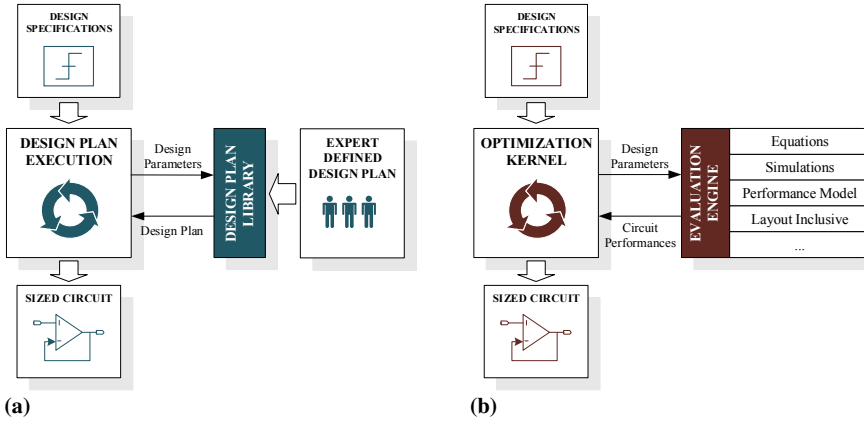 DESIGN
SPECIFICATIONS
DESIGN PLAN
EXECUTION
Design
Parameters
Design Plan
DESIGN PLAN
LIBRARY
EXPERT
DEFINED
DESIGN PLAN
SIZED CIRCUIT
(a)
DESIGN
SPECIFICATIONS
OPTIMIZATION
KERNEL
Design
Parameters
Circuit
Performances
EVALUATION
ENGINE
Equations
Simulations
Performance Model
Layout Inclusive
...
SIZED CIRCUIT
(b)